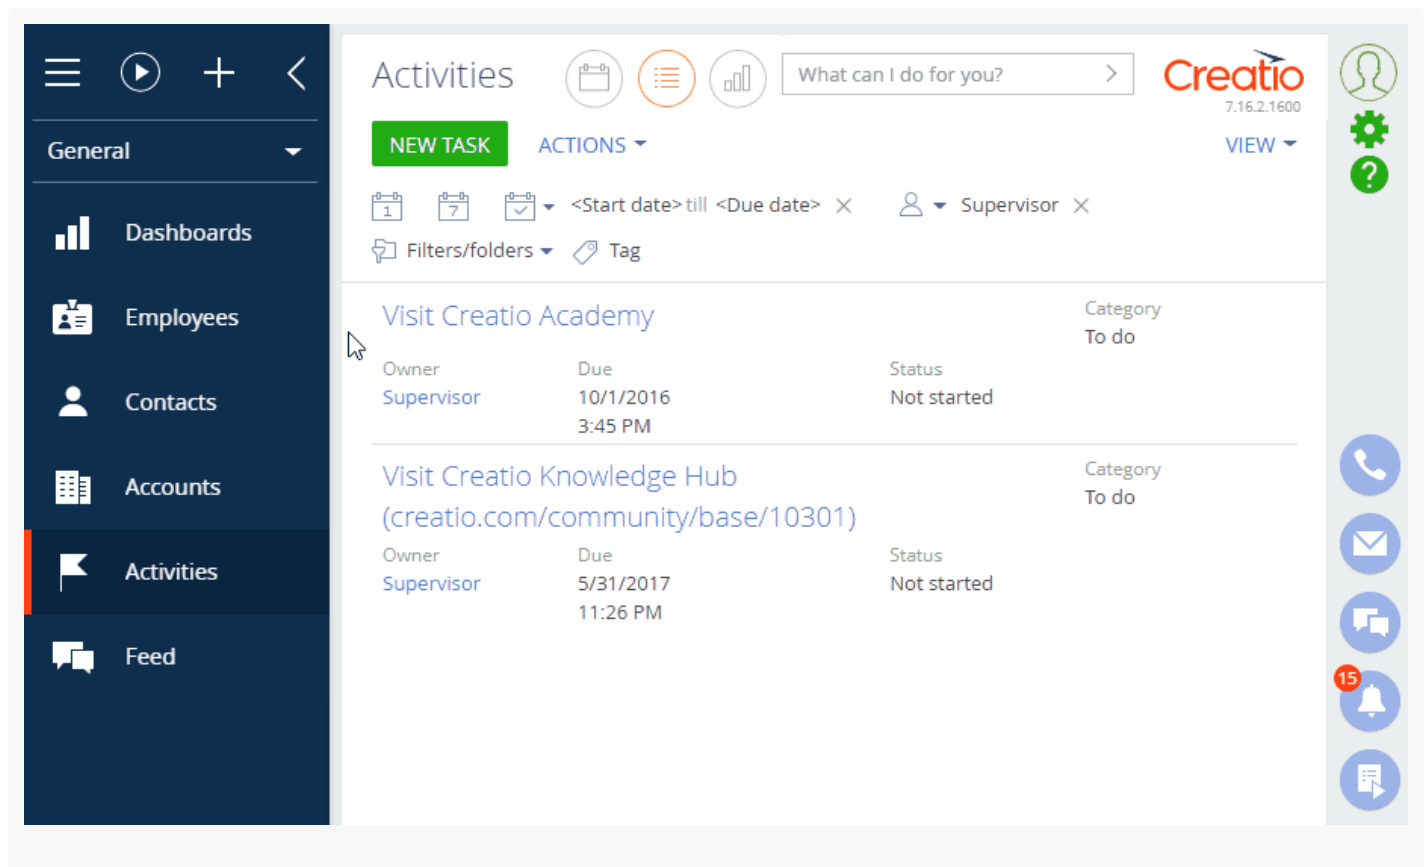 General
Dashboards
Employees
Contacts
Accounts
Activities
Feed
Activities
What can I do for you?
Creatio
7.16.2.1600
NEW TASK ACTIONS VIEW
1 7 <Start date> till <Due date> Supervisor
Filters/folders Tag
Visit Creatio Academy
Category
To do
Owner Due Status
Supervisor 10/1/2016 Not started
3:45 PM
Visit Creatio Knowledge Hub
(creatio.com/community/base/10301)
Category
To do
Owner Due Status
Supervisor 5/31/2017 Not started
11:26 PM
?
15